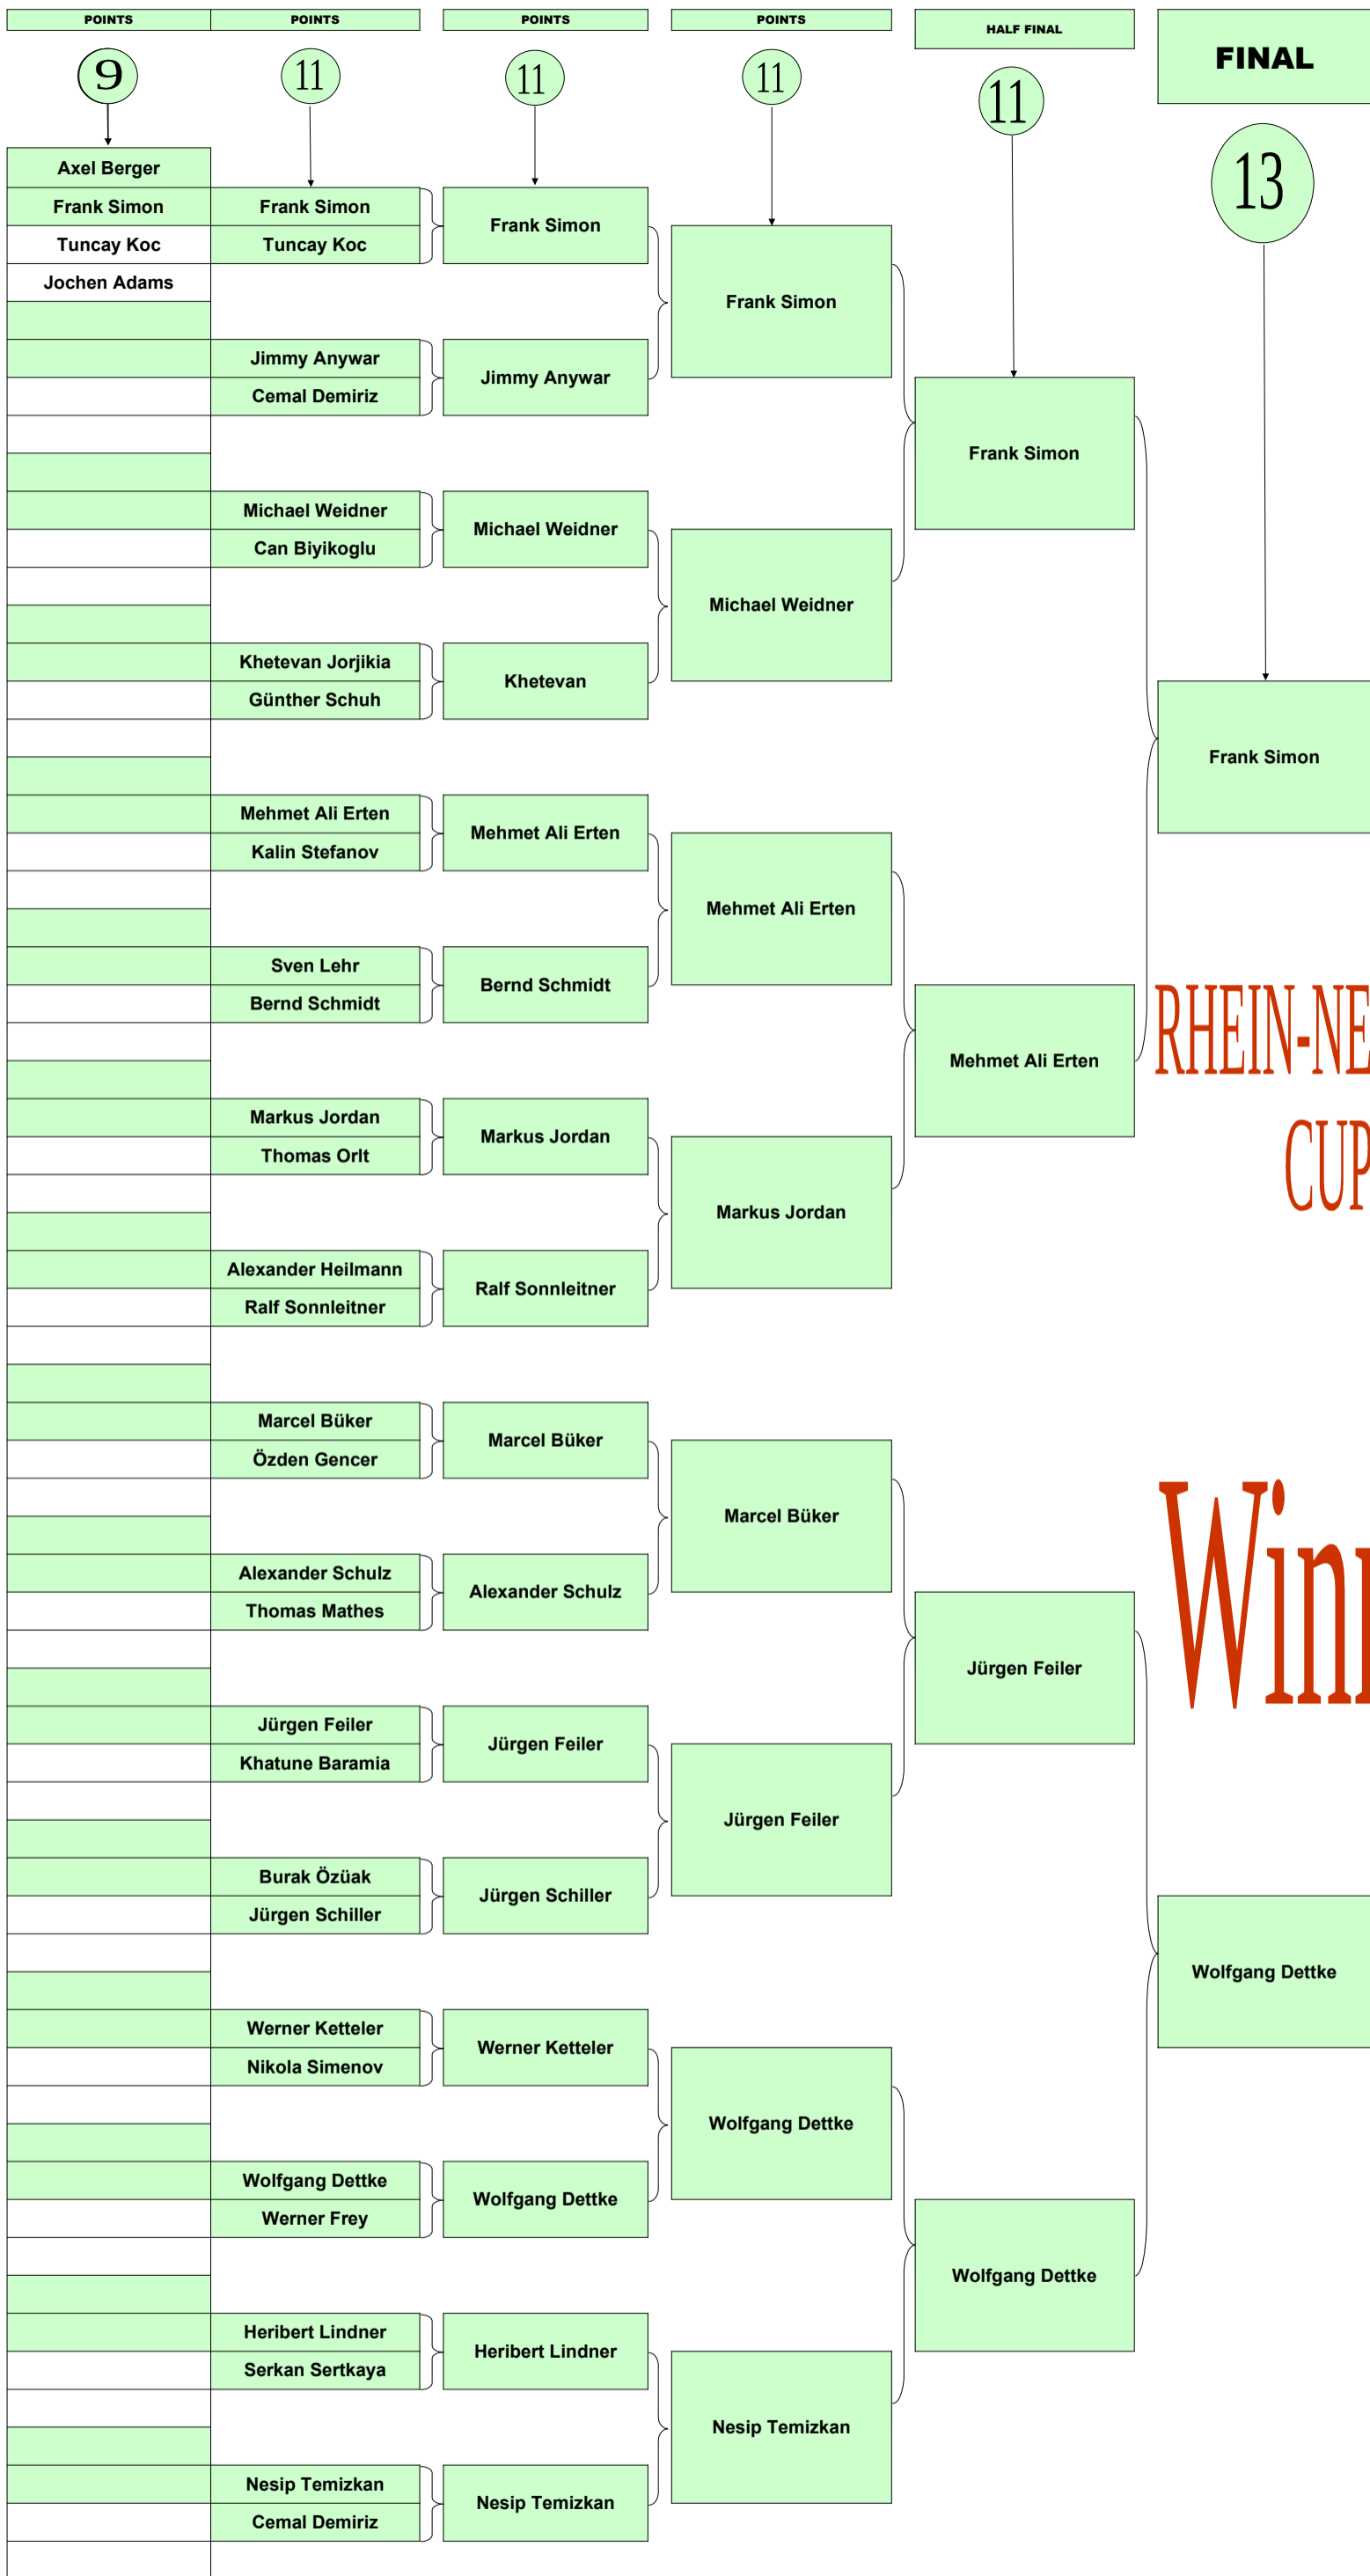 POINTS
POINTS
POINTS
POINTS
HALF FINAL
FINAL
9
11
11
11
11
13
Axel Berger
Frank Simon
Tuncay Koc
Jochen Adams
Frank Simon
Tuncay Koc
Jimmy Anywar
Cemal Demiriz
Michael Weidner
Can Biyikoglu
Khetevan Jorjikia
Günther Schuh
Mehmet Ali Erten
Kalin Stefanov
Sven Lehr
Bernd Schmidt
Markus Jordan
Thomas Orlt
Alexander Heilmann
Ralf Sonnleitner
Marcel Büker
Özden Gencer
Alexander Schulz
Thomas Mathes
Jürgen Feiler
Khatune Baramia
Burak Özüak
Jürgen Schiller
Werner Ketteler
Nikola Simenov
Wolfgang Dettke
Werner Frey
Heribert Lindner
Serkan Sertkaya
Nesip Temizkan
Cemal Demiriz
Frank Simon
Jimmy Anywar
Michael Weidner
Khetevan
Mehmet Ali Erten
Bernd Schmidt
Markus Jordan
Ralf Sonnleitner
Marcel Büker
Alexander Schulz
Jürgen Feiler
Jürgen Schiller
Werner Ketteler
Wolfgang Dettke
Heribert Lindner
Nesip Temizkan
Frank Simon
Michael Weidner
Mehmet Ali Erten
Markus Jordan
Marcel Büker
Jürgen Feiler
Wolfgang Dettke
Nesip Temizkan
Frank Simon
Mehmet Ali Erten
Jürgen Feiler
Wolfgang Dettke
Frank Simon
RHEIN-NE
CUP
Winn
Wolfgang Dettke